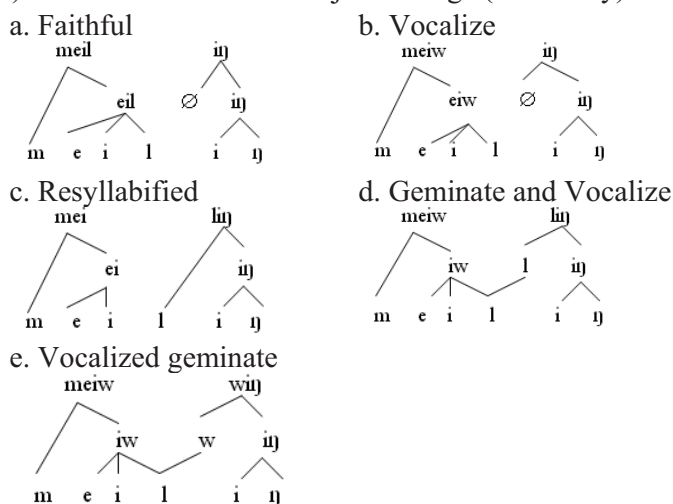 a. Faithful b. Vocalize
meil iŋ meiw iŋ
eil ∅ iŋ eiw ∅ iŋ
m e i l i ŋ m e i l i ŋ
c. Resyllabified d. Geminate and Vocalize
mei liŋ meiw liŋ
ei iŋ iw l iŋ
m e i l i ŋ m e i l i ŋ
e. Vocalized geminate
meiw wiŋ
iw w iŋ
m e i l i ŋ